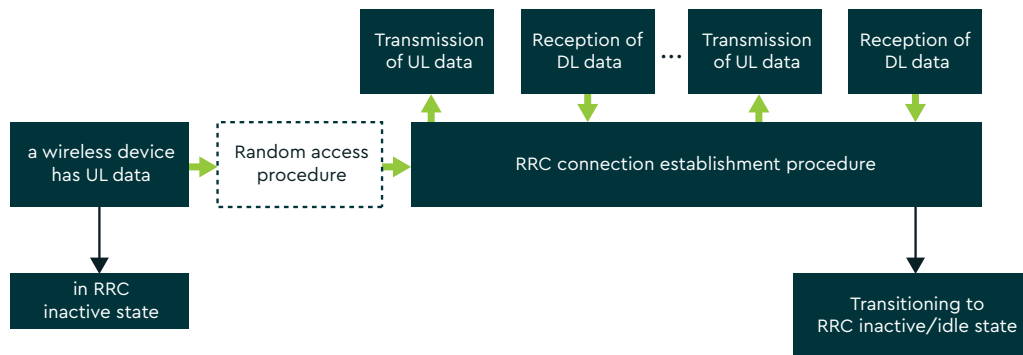 Transmission
of UL data
Reception of
DL data
...
Transmission
of UL data
Reception of
DL data
a wireless device
has UL data
Random access
procedure
RRC connection establishment procedure
in RRC
inactive state
Transitioning to
RRC inactive/idle state